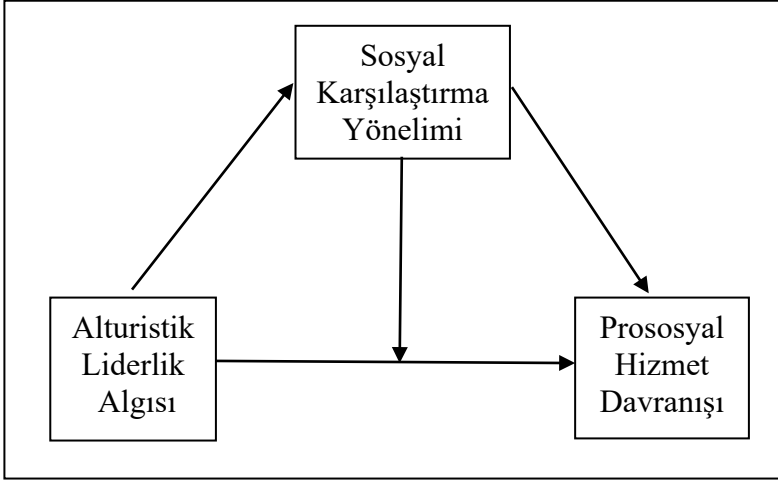 Sosyal
Karşılaştırma
Yönelimi
Alturistik
Liderlik
Algısı
Prososyal
Hizmet
Davranışı